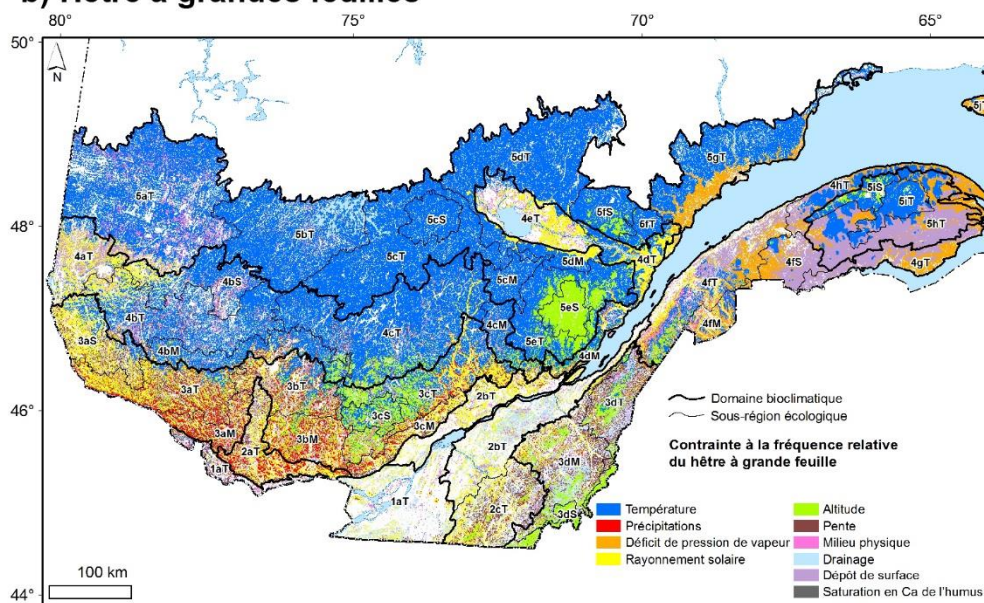 b) Hêtre à grandes feuilles
80° 75° 70° 65°
50°
N
5jT
5dT
5gT
5aT
4hT
5iS
5iT
5cS
4eT
5fS
5fT
5hT
48°
5bT
4aT
5cT
5dM
4dT
4gT
4bS
5cM
4fT
4fS
5eS
4bT
4cT
4fM
3aS
4bM
4cM
5eT
4dM
3aT
3bT
3cT
2bT
46°
3cS
3dT
3aM
3bM
3cM
2aT
2bT
1aT
3dM
1aT
2cT
3dS
Domaine bioclimatique
Sous-région écologique
Contrainte à la fréquence relative
du hêtre à grande feuille
Température
Précipitations
Déficit de pression de vapeur
Rayonnement solaire
Altitude
Pente
Milieu physique
Drainage
Dépôt de surface
Saturation en Ca de l'humus
100 km
44°